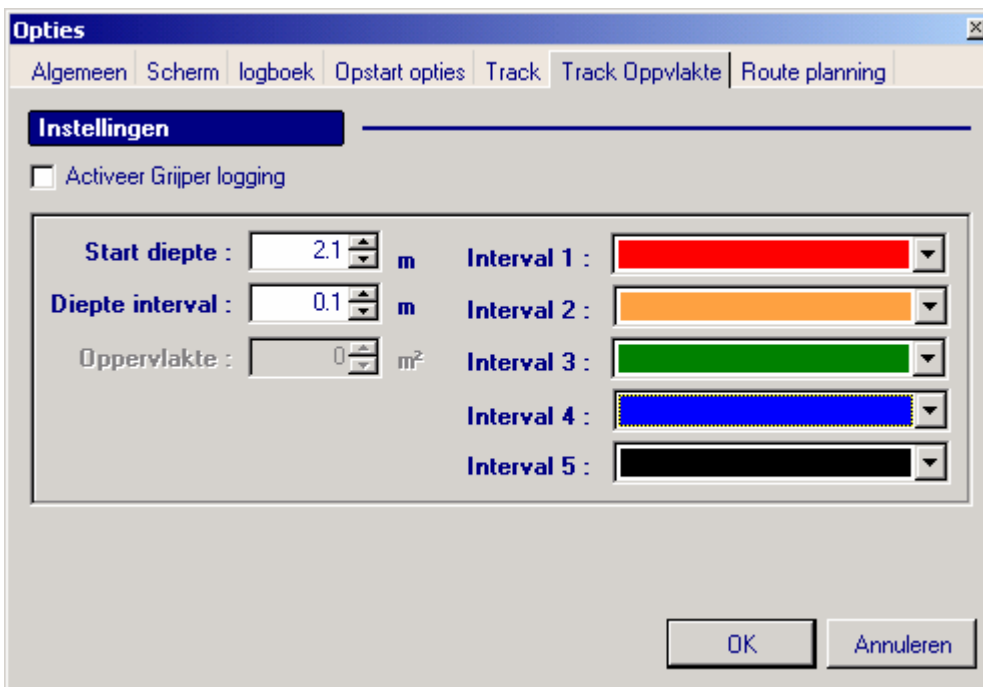 Opties
Algemeen Scherm logboek Opstart opties Track Track Oppvlakte Route planning
Instellingen
Activeer Grijper logging
Start diepte : 2.1 m Interval 1 :
Diepte interval : 0.1 m Interval 2 :
Oppervlakte : 0 m² Interval 3 :
Interval 4 :
Interval 5 :
OK Annuleren